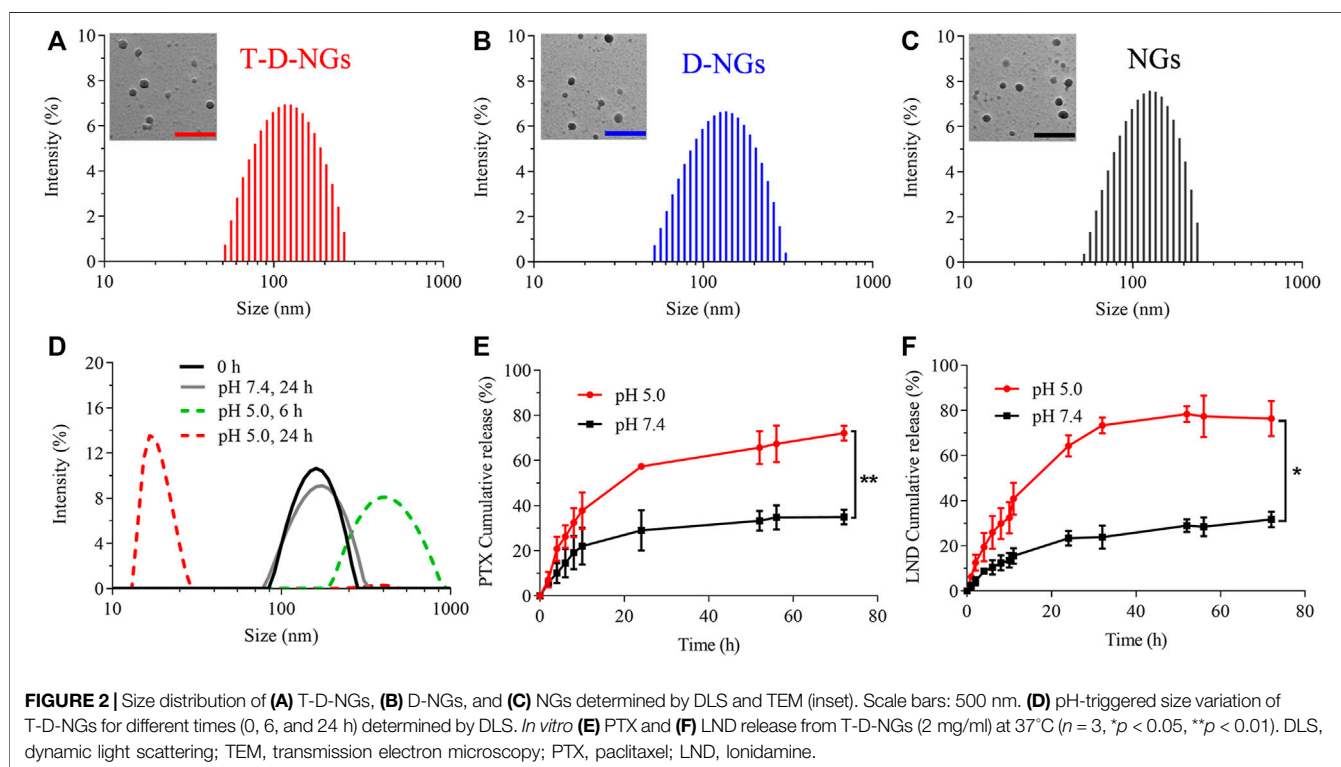 A
T-D-NGs
Intensity (%)
10
8
6
4
2
0
10
100
1000
Size (nm)
B
D-NGs
Intensity (%)
10
8
6
4
2
0
10
100
1000
Size (nm)
C
NGs
Intensity (%)
10
8
6
4
2
0
10
100
1000
Size (nm)
D
0 h
pH 7.4, 24 h
pH 5.0, 6 h
pH 5.0, 24 h
Intensity (%)
20
16
12
8
4
0
10
100
1000
Size (nm)
E
pH 5.0
pH 7.4
**
PTX Cumulative release (%)
100
80
60
40
20
0
0
20
40
60
80
Time (h)
F
pH 5.0
pH 7.4
*
LND Cumulative release (%)
100
80
60
40
20
0
0
20
40
60
80
Time (h)
FIGURE 2 | Size distribution of (A) T-D-NGs, (B) D-NGs, and (C) NGs determined by DLS and TEM (inset). Scale bars: 500 nm. (D) pH-triggered size variation of
T-D-NGs for different times (0, 6, and 24 h) determined by DLS. In vitro (E) PTX and (F) LND release from T-D-NGs (2 mg/ml) at 37°C (n = 3, *p < 0.05, **p < 0.01). DLS,
dynamic light scattering; TEM, transmission electron microscopy; PTX, paclitaxel; LND, lonidamine.